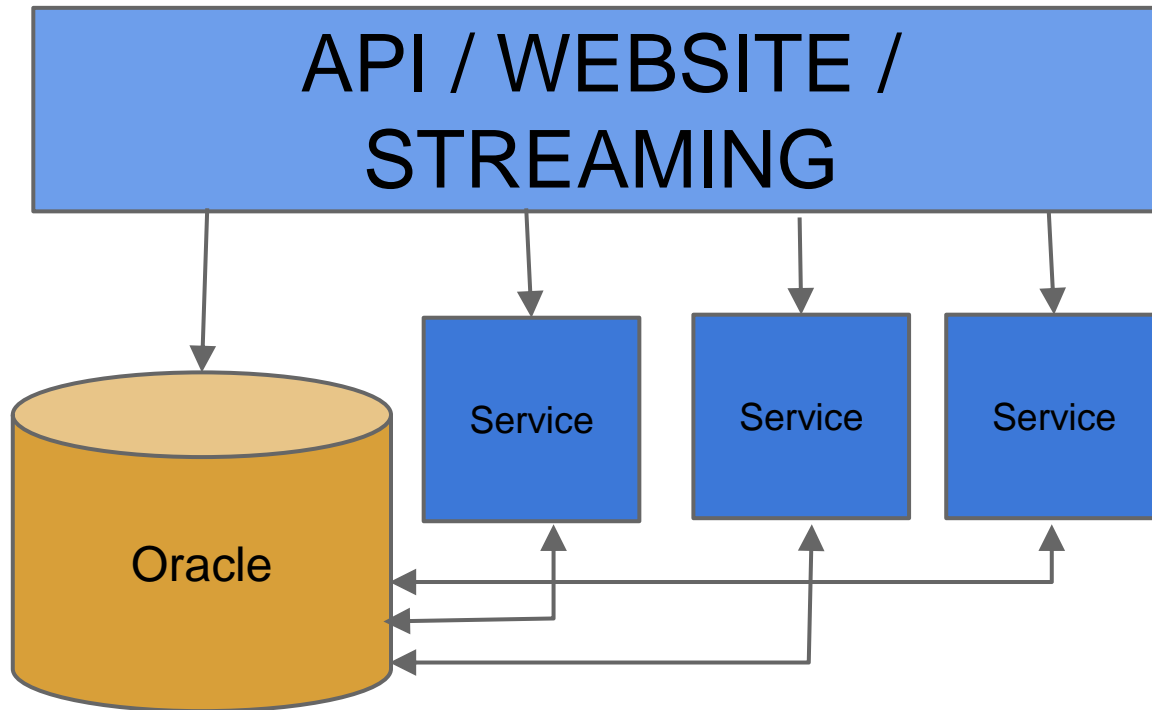 API / WEBSITE /
STREAMING
Service
Service
Service
Oracle